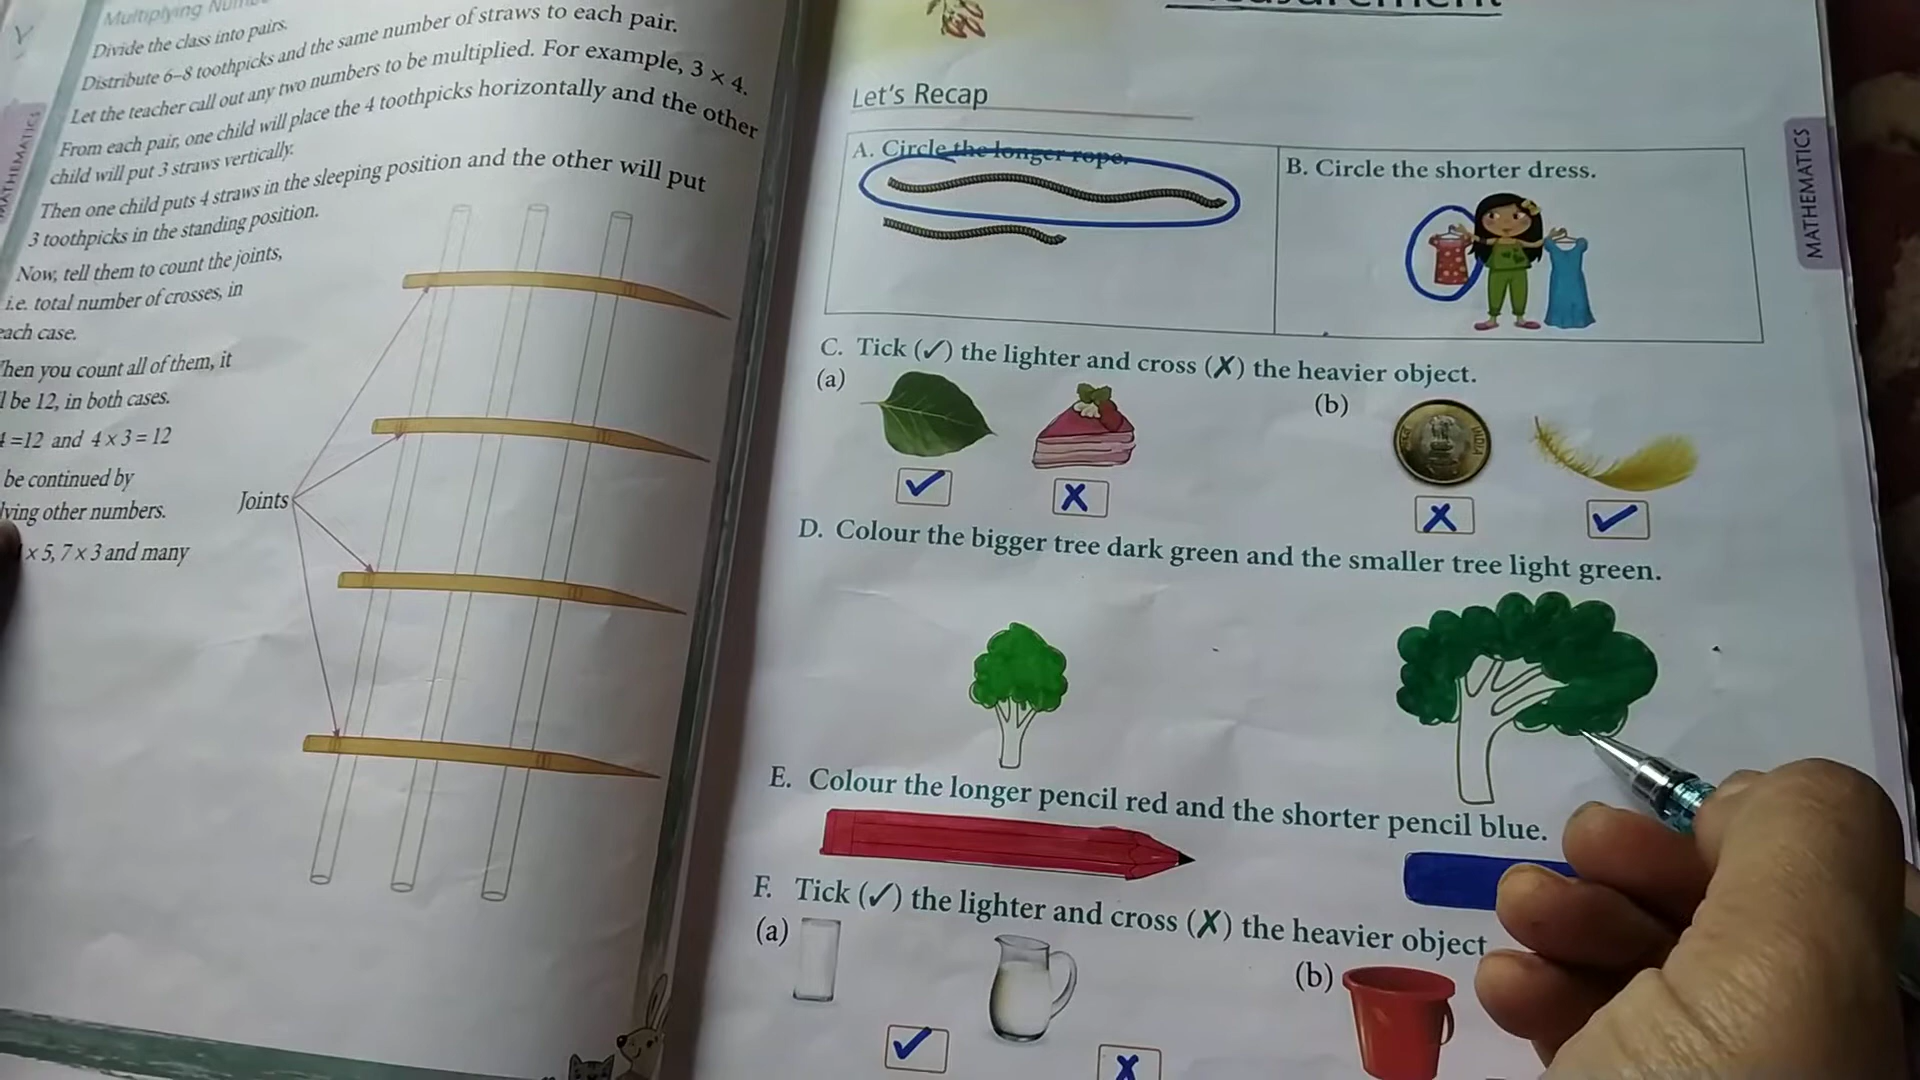 Multiplying
Divide the class into pairs.
Distribute 6–8 toothpicks and the same number of straws to each pair.
Let the teacher call out any two numbers to be multiplied. For example, 3 × 4.
From each pair, one child will place the 4 toothpicks horizontally and the other
child will put 3 straws vertically.
Then one child puts 4 straws in the sleeping position and the other will put
3 toothpicks in the standing position.
Now, tell them to count the joints,
i.e. total number of crosses, in
each case.
hen you count all of them, it
l be 12, in both cases.
=12 and 4 x 3 = 12
be continued by
lying other numbers.
x 5, 7 x 3 and many
Joints
MATHEMATICS
Let's Recap
A. Circle the longer rope.
B. Circle the shorter dress.
C. Tick (✓) the lighter and cross (✗) the heavier object.
(a)
(b)
INDIA
✓
X
X
✓
D. Colour the bigger tree dark green and the smaller tree light green.
E. Colour the longer pencil red and the shorter pencil blue.
F. Tick (✓) the lighter and cross (✗) the heavier object
(a)
(b)
✓
X
MATHEMATICS